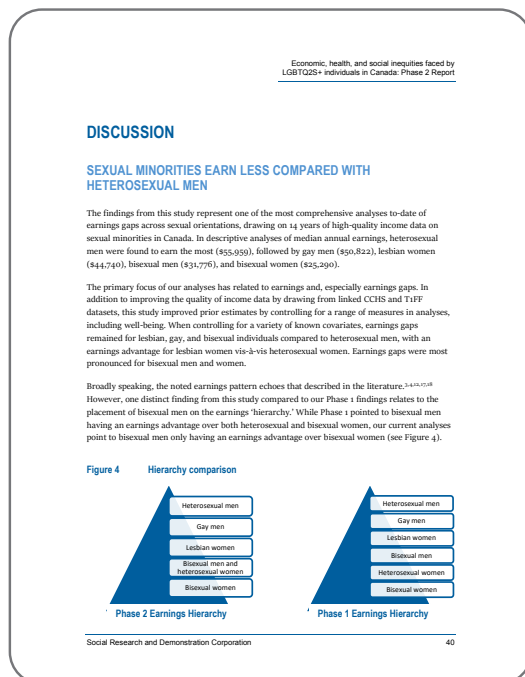 Economic, health, and social inequities faced by
LGBTQ2S+ individuals in Canada: Phase 2 Report
DISCUSSION
SEXUAL MINORITIES EARN LESS COMPARED WITH
HETEROSEXUAL MEN
The findings from this study represent one of the most comprehensive analyses to-date of
earnings gaps across sexual orientations, drawing on 14 years of high-quality income data on
sexual minorities in Canada. In descriptive analyses of median annual earnings, heterosexual
men were found to earn the most ($55,959), followed by gay men ($50,822), lesbian women
($44,740), bisexual men ($31,776), and bisexual women ($25,290).
The primary focus of our analyses has related to earnings and, especially earnings gaps. In
addition to improving the quality of income data by drawing from linked CCHS and T1FF
datasets, this study improved prior estimates by controlling for a range of measures in analyses,
including well-being. When controlling for a variety of known covariates, earnings gaps
remained for lesbian, gay, and bisexual individuals compared to heterosexual men, with an
earnings advantage for lesbian women vis-à-vis heterosexual women. Earnings gaps were most
pronounced for bisexual men and women.
Broadly speaking, the noted earnings pattern echoes that described in the literature.3,4,12,17,18
However, one distinct finding from this study compared to our Phase 1 findings relates to the
placement of bisexual men on the earnings 'hierarchy.' While Phase 1 pointed to bisexual men
having an earnings advantage over both heterosexual and bisexual women, our current analyses
point to bisexual men only having an earnings advantage over bisexual women (see Figure 4).
Figure 4 Hierarchy comparison
Heterosexual men
Gay men
Lesbian women
Bisexual men and
heterosexual women
Bisexual women
Phase 2 Earnings Hierarchy
Heterosexual men
Gay men
Lesbian women
Bisexual men
Heterosexual women
Bisexual women
Phase 1 Earnings Hierarchy
Social Research and Demonstration Corporation 40